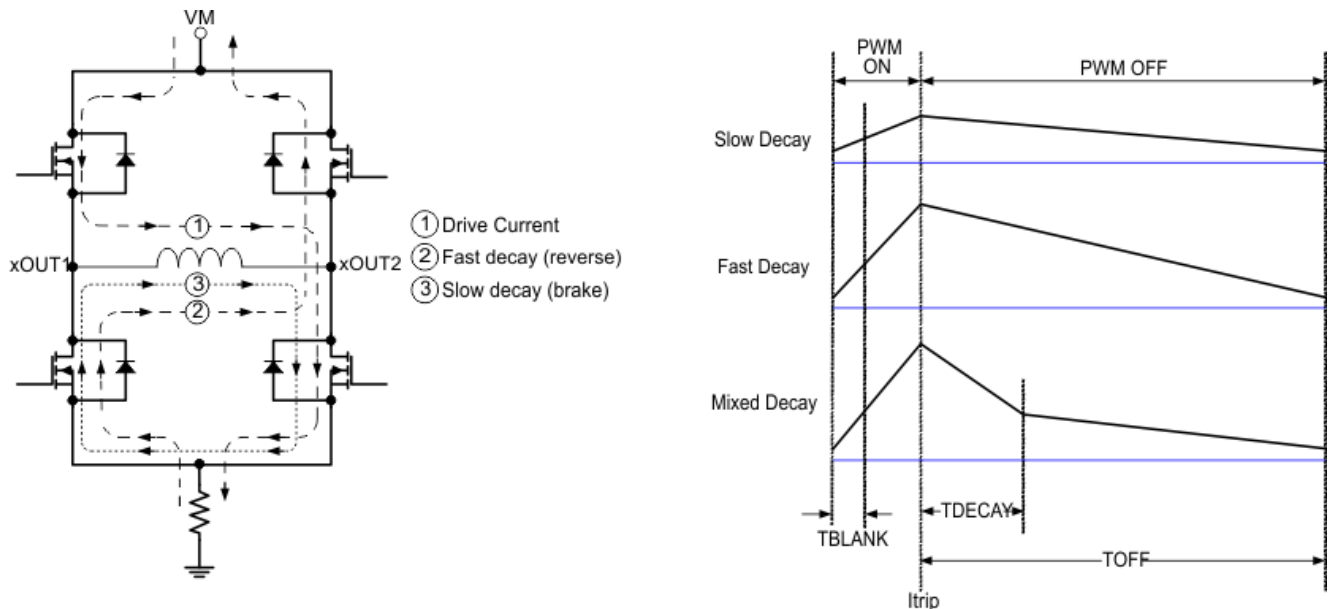 VM
xOUT1
xOUT2
1
3
2
1 Drive Current
2 Fast decay (reverse)
3 Slow decay (brake)
PWM
ON
PWM OFF
Slow Decay
Fast Decay
Mixed Decay
TBLANK
TDECAY
TOFF
Itrip